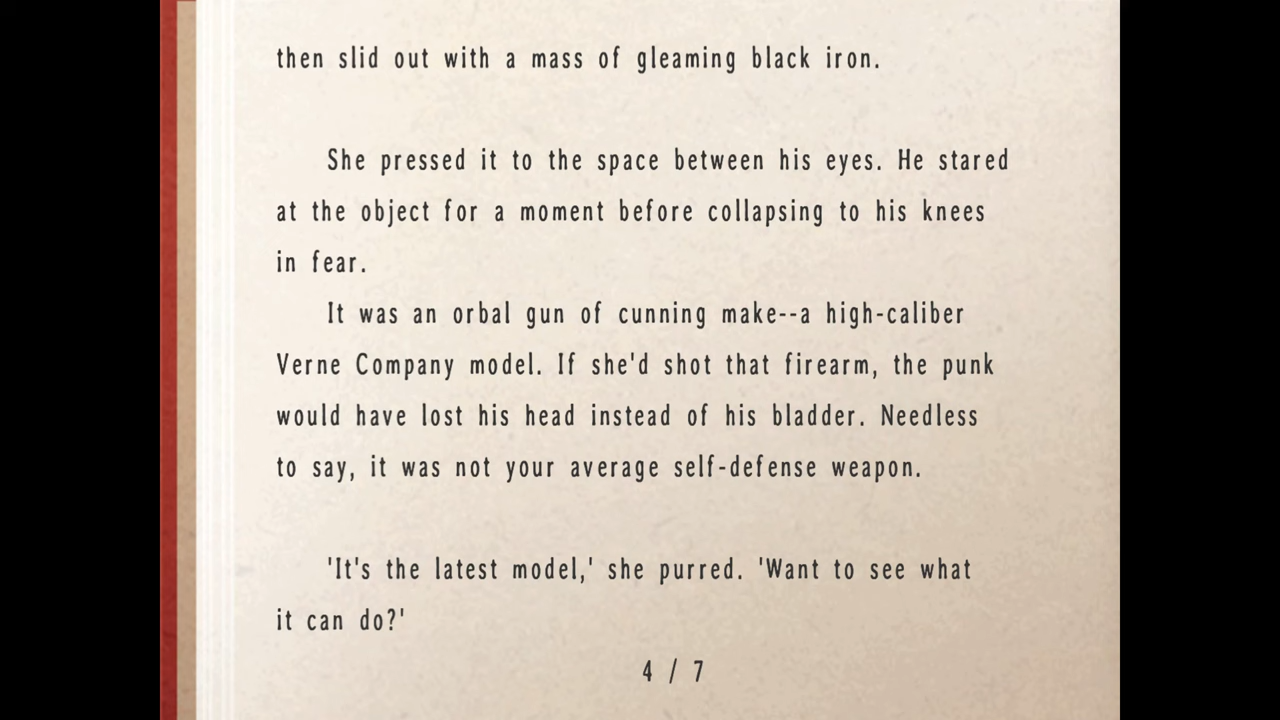 then slid out with a mass of gleaming black iron.
She pressed it to the space between his eyes. He stared
at the object for a moment before collapsing to his knees
in fear.
It was an orbal gun of cunning make--a high-caliber
Verne Company model. If she'd shot that firearm, the punk
would have lost his head instead of his bladder. Needless
to say, it was not your average self-defense weapon.
'It's the latest model,' she purred. 'Want to see what
it can do?'
4 / 7